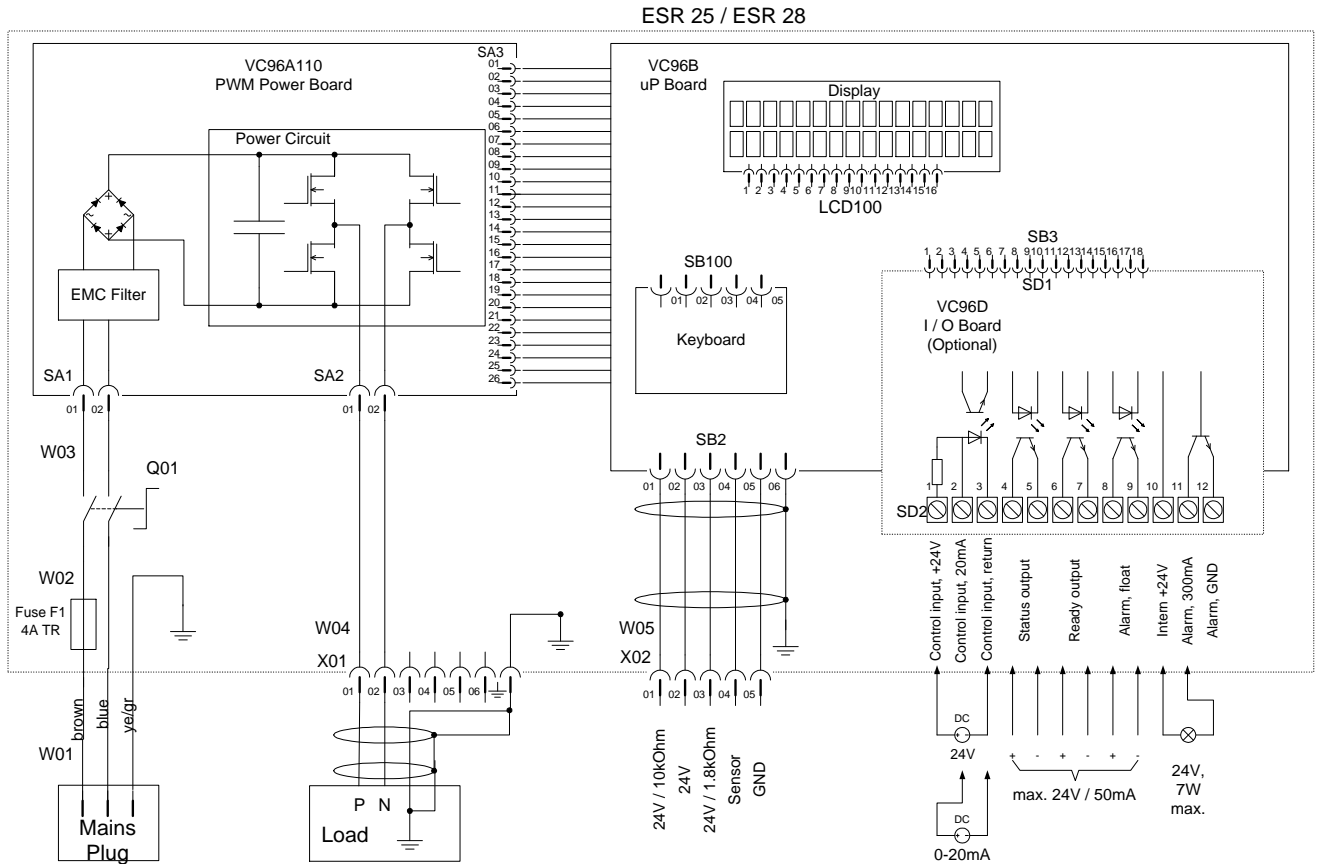 ESR 25 / ESR 28
VC96A110
PWM Power Board
SA3
01
02
03
04
05
06
07
08
09
10
11
12
13
14
15
16
17
18
19
20
21
22
23
24
25
26
Power Circuit
+
~
~
+
EMC Filter
SA1
01
02
SA2
01
02
VC96B
uP Board
Display
1 2 3 4 5 6 7 8 9 10 11 12 13 14 15 16
LCD100
SB100
01 02 03 04 05
Keyboard
SB3
1 2 3 4 5 6 7 8 9 10 11 12 13 14 15 16 17 18
SD1
VC96D
I / O Board
(Optional)
SB2
01 02 03 04 05 06
1 2 3 4 5 6 7 8 9 10 11 12
SD2
W03
Q01
W02
Fuse F1
4A TR
W04
X01
01 02 03 04 05 06
W05
X02
01 02 03 04 05
Control input, +24V
Control input, 20mA
Control input, return
Status output
Ready output
Alarm, float
Intern +24V
Alarm, 300mA
Alarm, GND
brown
blue
ye/gr
W01
Mains
Plug
P N
Load
24V / 10kOhm
24V
24V / 1.8kOhm
Sensor
GND
DC
24V
DC
0-20mA
+ - + - + -
max. 24V / 50mA
24V,
7W
max.